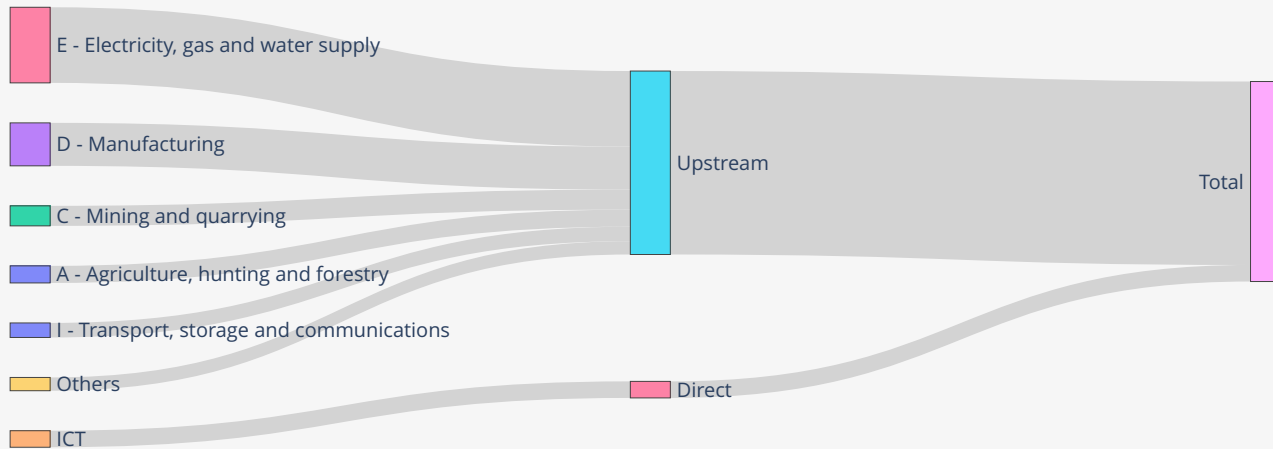 E - Electricity, gas and water supply
D - Manufacturing
Upstream
Total
C - Mining and quarrying
A - Agriculture, hunting and forestry
I - Transport, storage and communications
Others
Direct
ICT